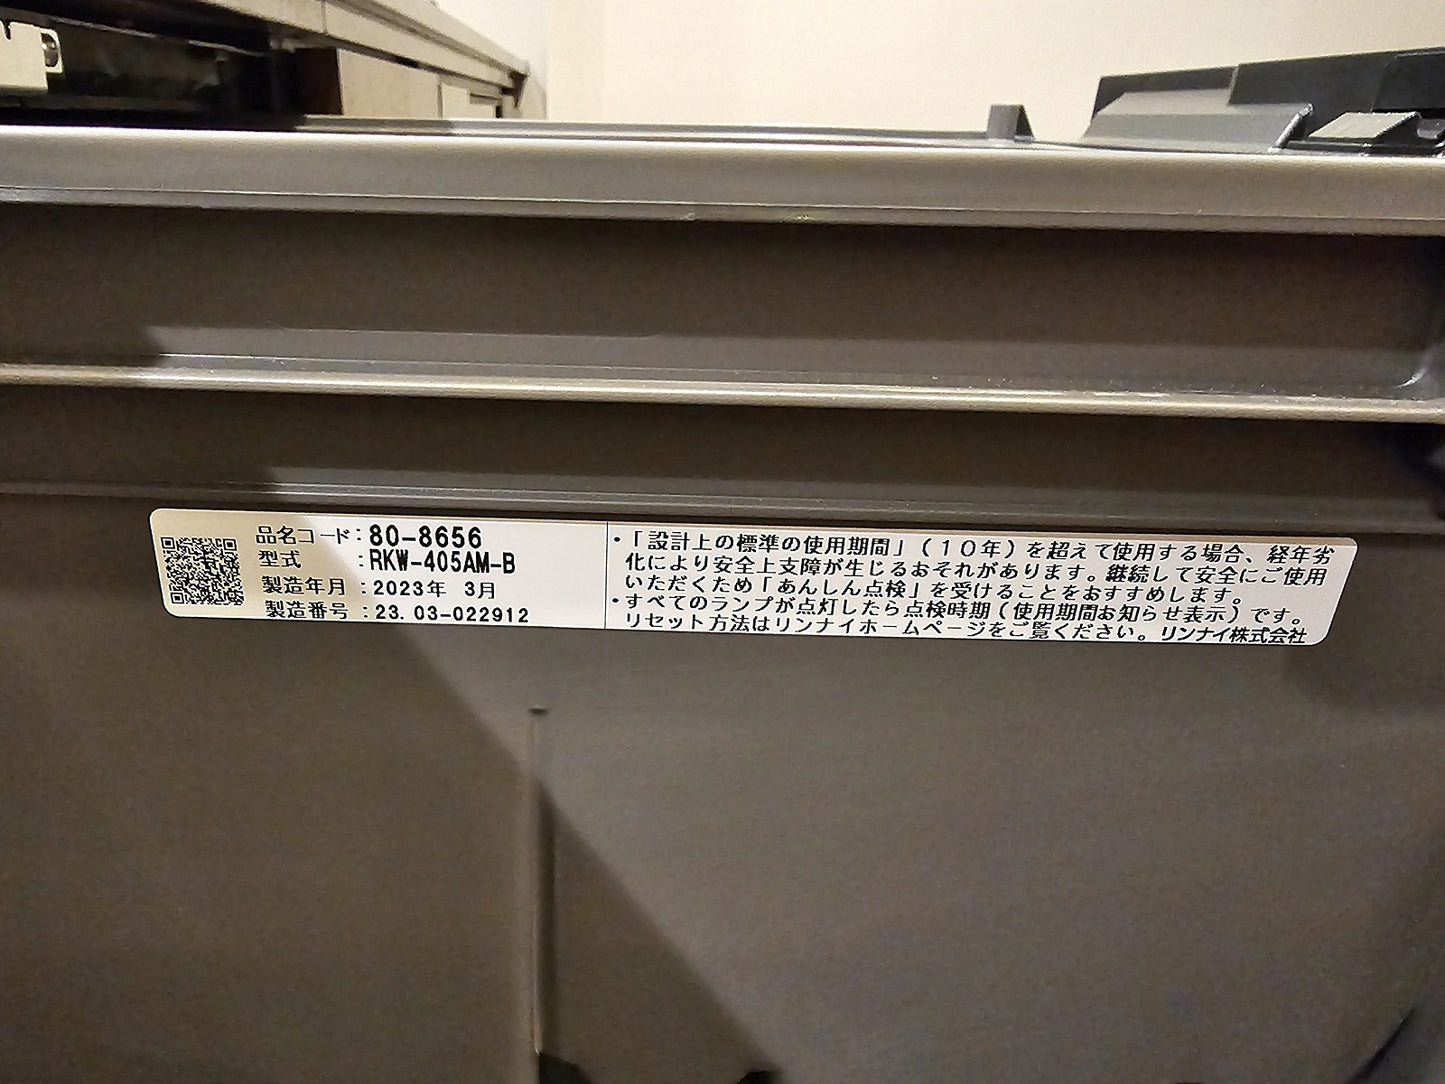 品名コード：80-8656
型式　　　：RKW-405AM-B
製造年月：2023年　3月
製造番号：23.03-022912
・「設計上の標準の使用期間」（１０年）を超えて使用する場合、経年劣
化により安全上支障が生じるおそれがあります。継続して安全にご使用
いただくため「あんしん点検」を受けることをおすすめします。
・すべてのランプが点灯したら点検時期（使用期間お知らせ表示）です。
リセット方法はリンナイホームページをご覧ください。リンナイ株式会社